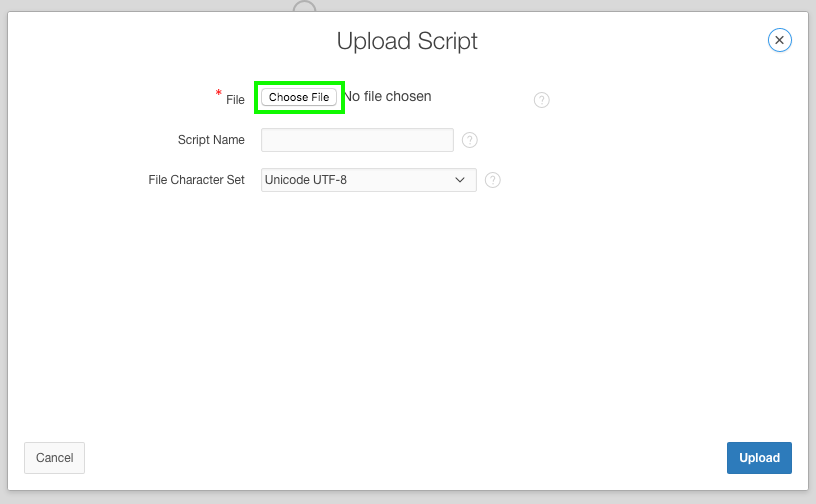 Upload Script
* File Choose File No file chosen ?
Script Name ?
File Character Set Unicode UTF-8 ?
Cancel Upload